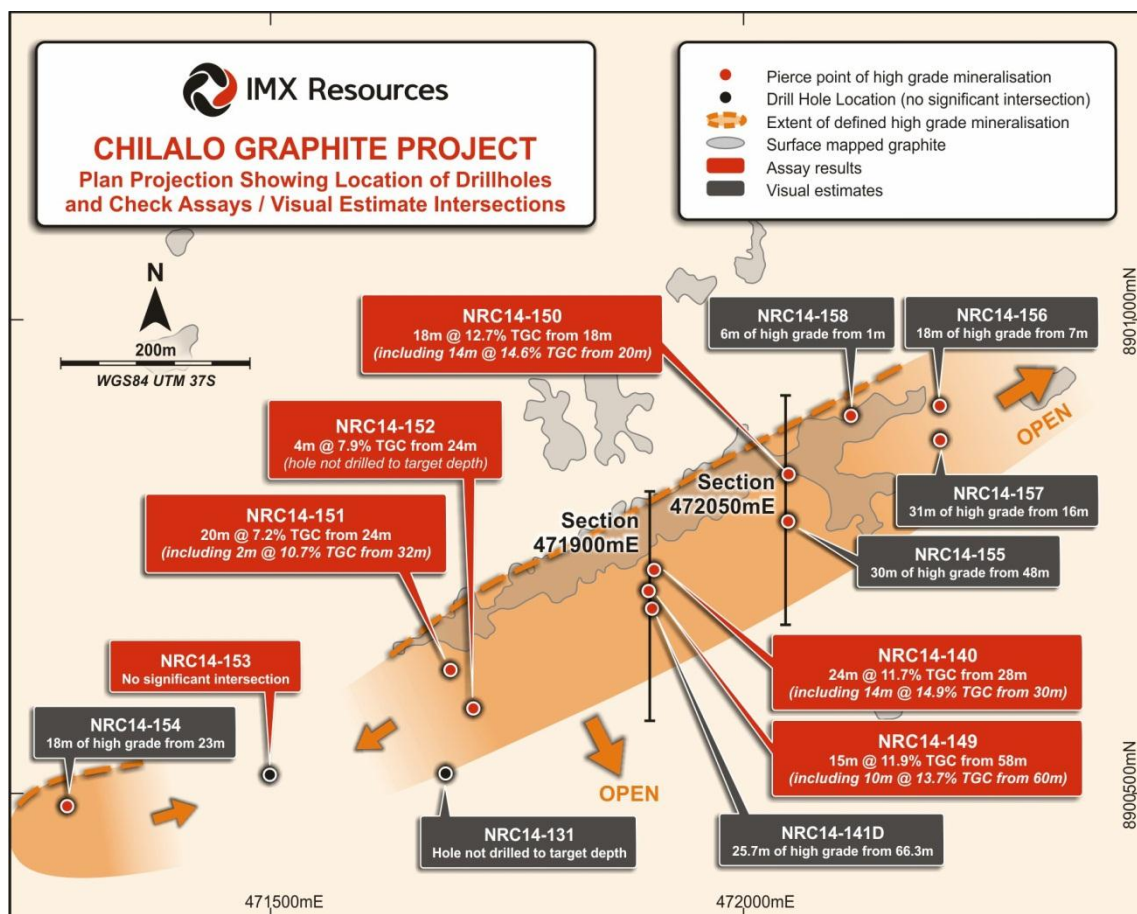 IMX Resources
CHILALO GRAPHITE PROJECT
Plan Projection Showing Location of Drillholes
and Check Assays / Visual Estimate Intersections
Pierce point of high grade mineralisation
Drill Hole Location (no significant intersection)
Extent of defined high grade mineralisation
Surface mapped graphite
Assay results
Visual estimates
N
200m
WGS84 UTM 37S
NRC14-150
18m @ 12.7% TGC from 18m
(including 14m @ 14.6% TGC from 20m)
NRC14-158
6m of high grade from 1m
NRC14-156
18m of high grade from 7m
8901,000mN
OPEN
NRC14-152
4m @ 7.9% TGC from 24m
(hole not drilled to target depth)
NRC14-151
20m @ 7.2% TGC from 24m
(including 2m @ 10.7% TGC from 32m)
Section
471900mE
Section
472050mE
NRC14-157
31m of high grade from 16m
NRC14-155
30m of high grade from 48m
NRC14-153
No significant intersection
NRC14-154
18m of high grade from 23m
NRC14-140
24m @ 11.7% TGC from 28m
(including 14m @ 14.9% TGC from 30m)
NRC14-149
15m @ 11.9% TGC from 58m
(including 10m @ 13.7% TGC from 60m)
OPEN
8900,500mN
NRC14-131
Hole not drilled to target depth
NRC14-141D
25.7m of high grade from 66.3m
471500mE
472000mE